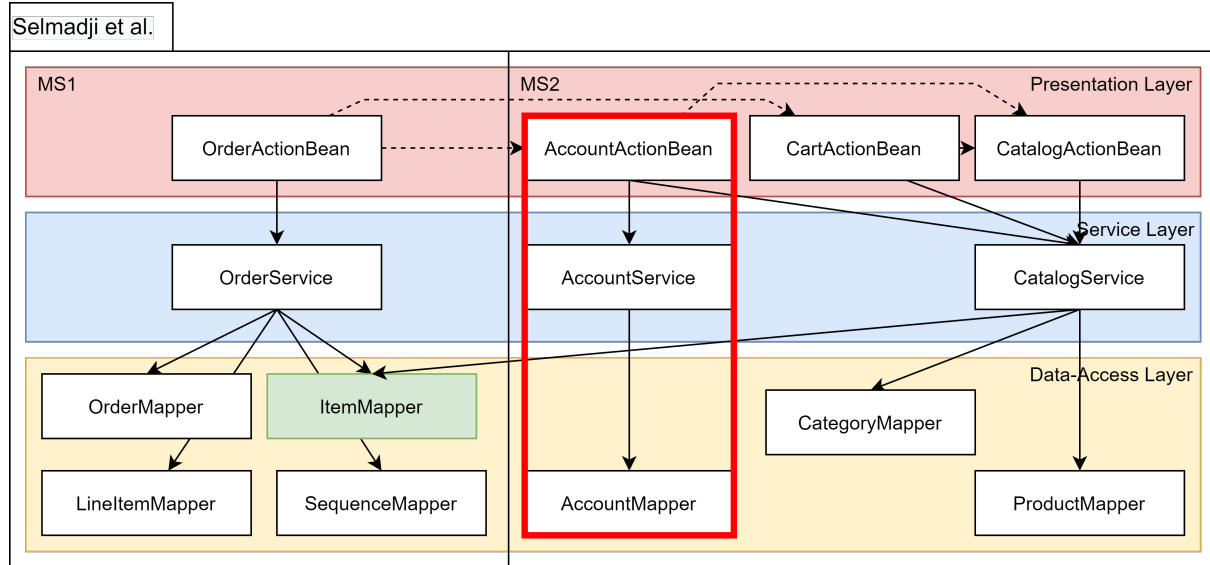 Selmadji et al.
MS1
MS2
Presentation Layer
OrderActionBean
AccountActionBean
CartActionBean
CatalogActionBean
Service Layer
OrderService
AccountService
CatalogService
Data-Access Layer
OrderMapper
ItemMapper
CategoryMapper
LineItemMapper
SequenceMapper
AccountMapper
ProductMapper